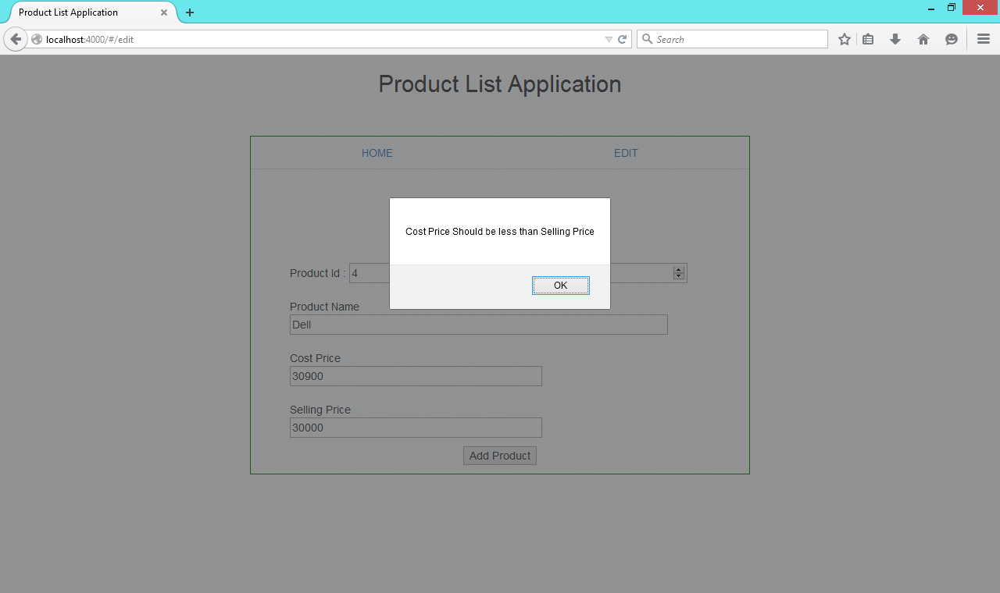 Product List Application
localhost:4000/#/edit
Search
Product List Application
HOME EDIT
Cost Price Should be less than Selling Price
OK
Product Id : 4
Product Name
Dell
Cost Price
30900
Selling Price
30000
Add Product